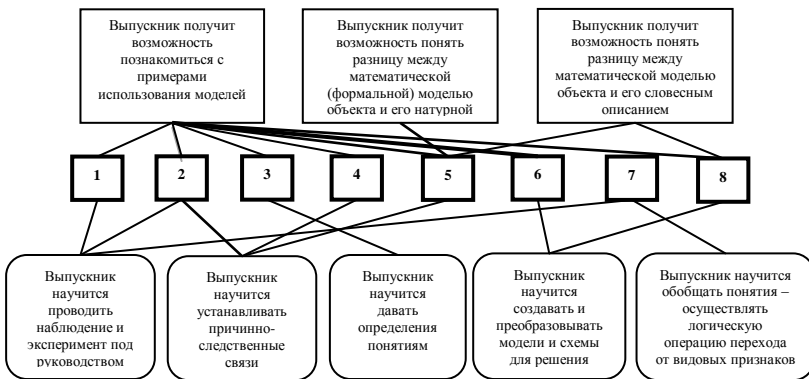 Выпускник получит
возможность
познакомиться с
примерами
использования моделей
Выпускник получит
возможность понять
разницу между
математической
(формальной) моделью
объекта и его натурной
Выпускник получит
возможность понять
разницу между
математической моделью
объекта и его словесным
описанием
1
2
3
4
5
6
7
8
Выпускник
научится
проводить
наблюдение и
эксперимент под
руководством
Выпускник
научится
устанавливать
причинно-
следственные
связи
Выпускник
научится
давать
определения
понятиям
Выпускник
научится
создавать и
преобразовывать
модели и схемы
для решения
Выпускник научится
обобщать понятия –
осуществлять
логическую
операцию перехода
от видовых признаков